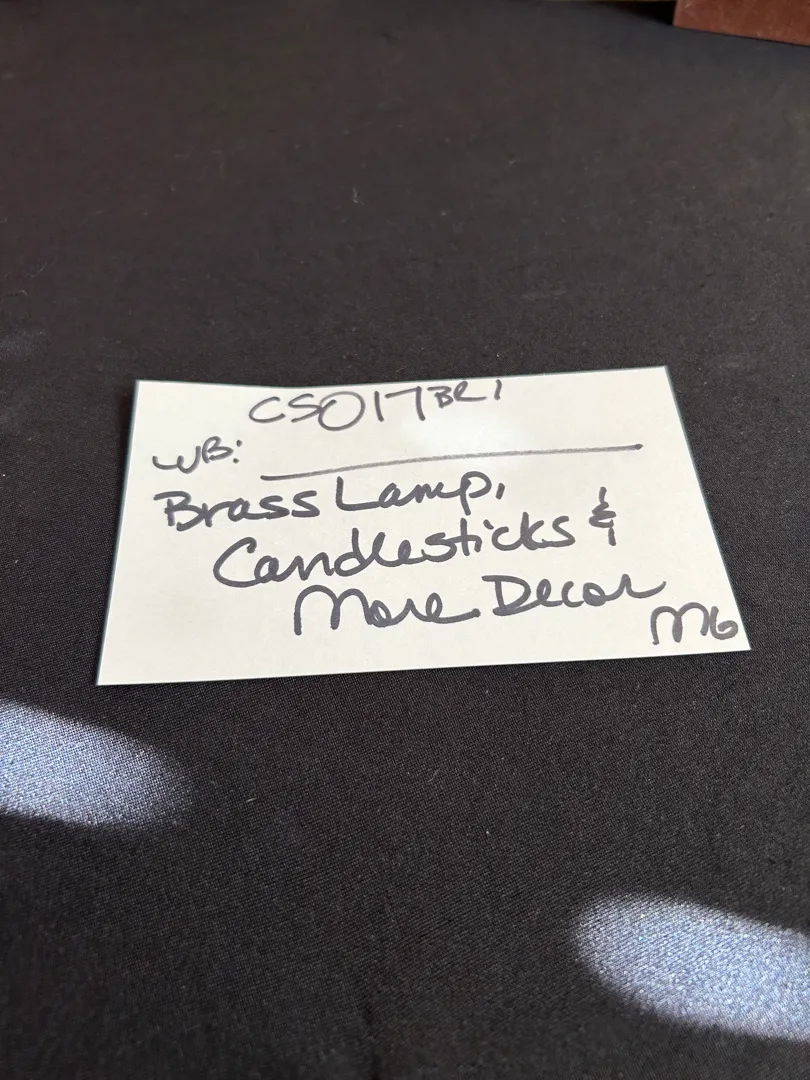 CS017BR1
WB:
Brass Lamp,
Candlesticks &
More Decor
MG